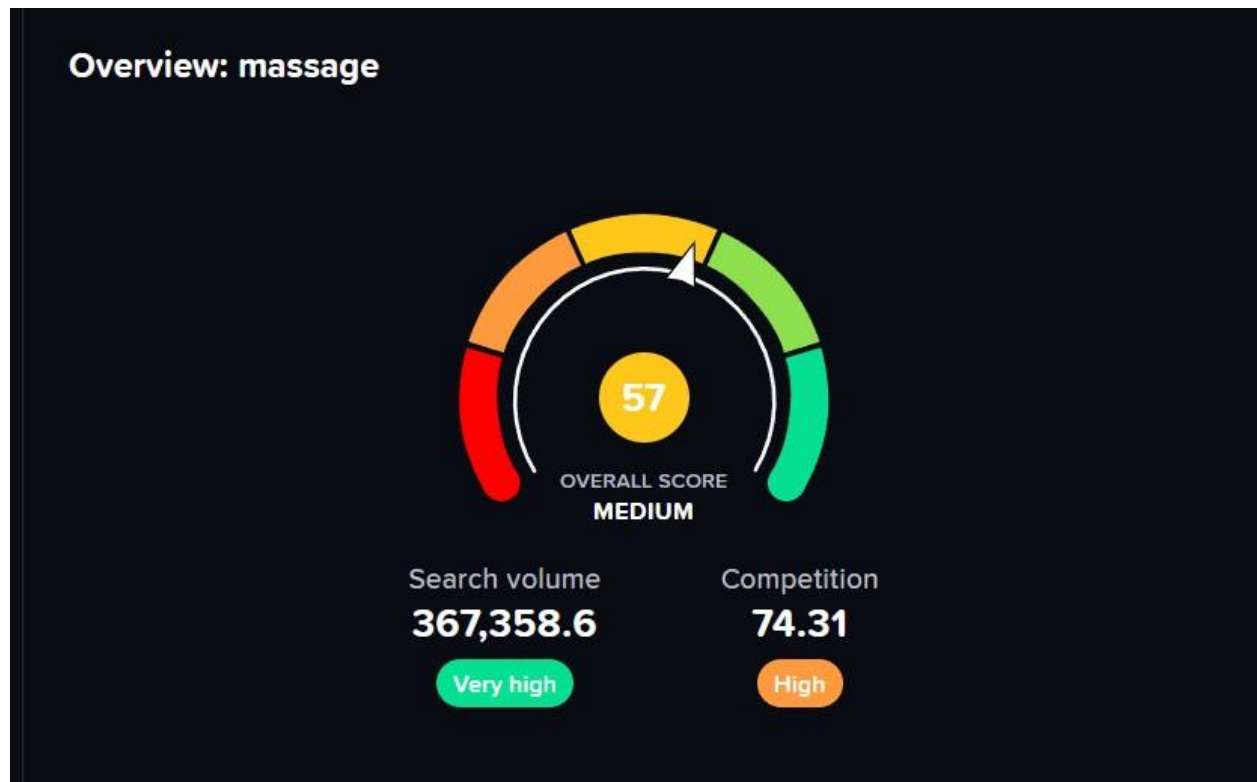 Overview: massage
57
OVERALL SCORE
MEDIUM
Search volume
Competition
367,358.6
74.31
Very high
High